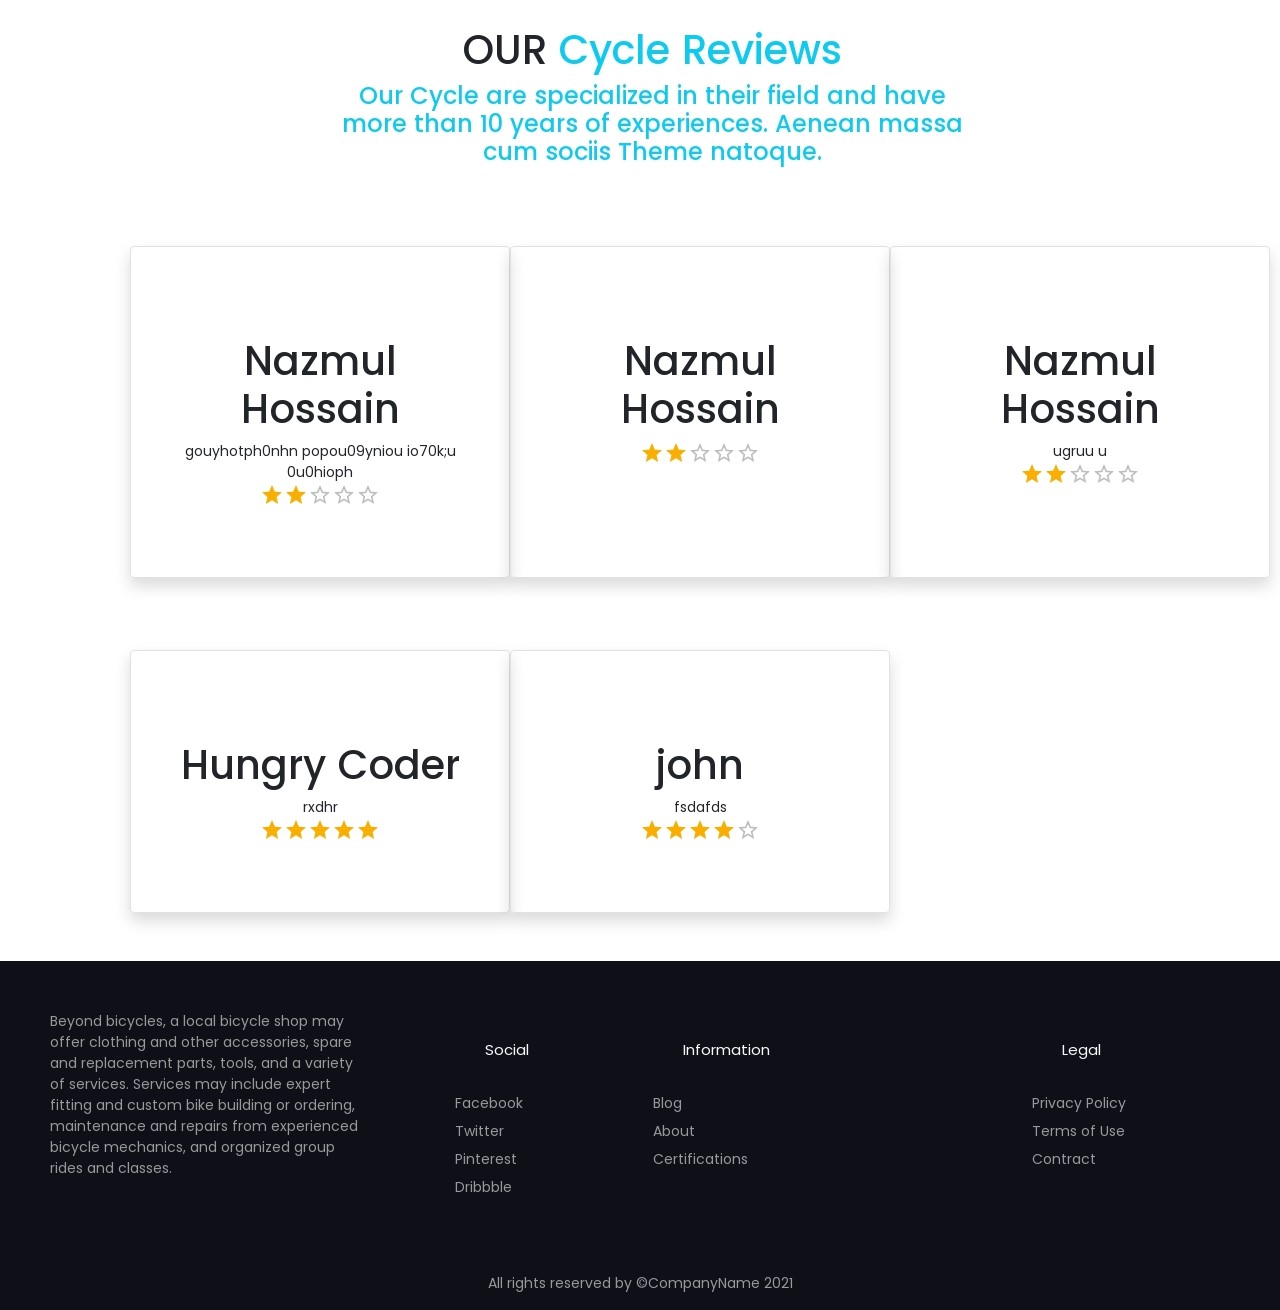 OUR Cycle Reviews
Our Cycle are specialized in their field and have
more than 10 years of experiences. Aenean massa
cum sociis Theme natoque.
Nazmul
Hossain
gouyhotph0nhn popou09yniou io70k;u
0u0hioph
Nazmul
Hossain
Nazmul
Hossain
ugruu u
Hungry Coder
rxdhr
john
fsdafds
Beyond bicycles, a local bicycle shop may
offer clothing and other accessories, spare
and replacement parts, tools, and a variety
of services. Services may include expert
fitting and custom bike building or ordering,
maintenance and repairs from experienced
bicycle mechanics, and organized group
rides and classes.
Social
Facebook
Twitter
Pinterest
Dribbble
Information
Blog
About
Certifications
Legal
Privacy Policy
Terms of Use
Contract
All rights reserved by ©CompanyName 2021